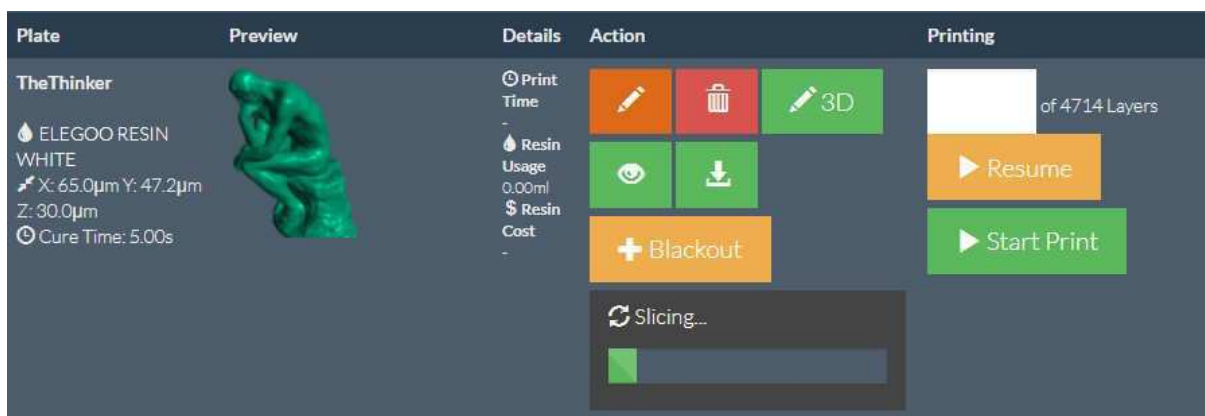 Plate Preview Details Action Printing
TheThinker
ELEGOO RESIN
WHITE
X: 65.0µm Y: 47.2µm
Z: 30.0µm
Cure Time: 5.00s
Print
Time
-
Resin
Usage
0.00ml
$ Resin
Cost
-
3D
+ Blackout
Slicing...
of 4714 Layers
Resume
Start Print